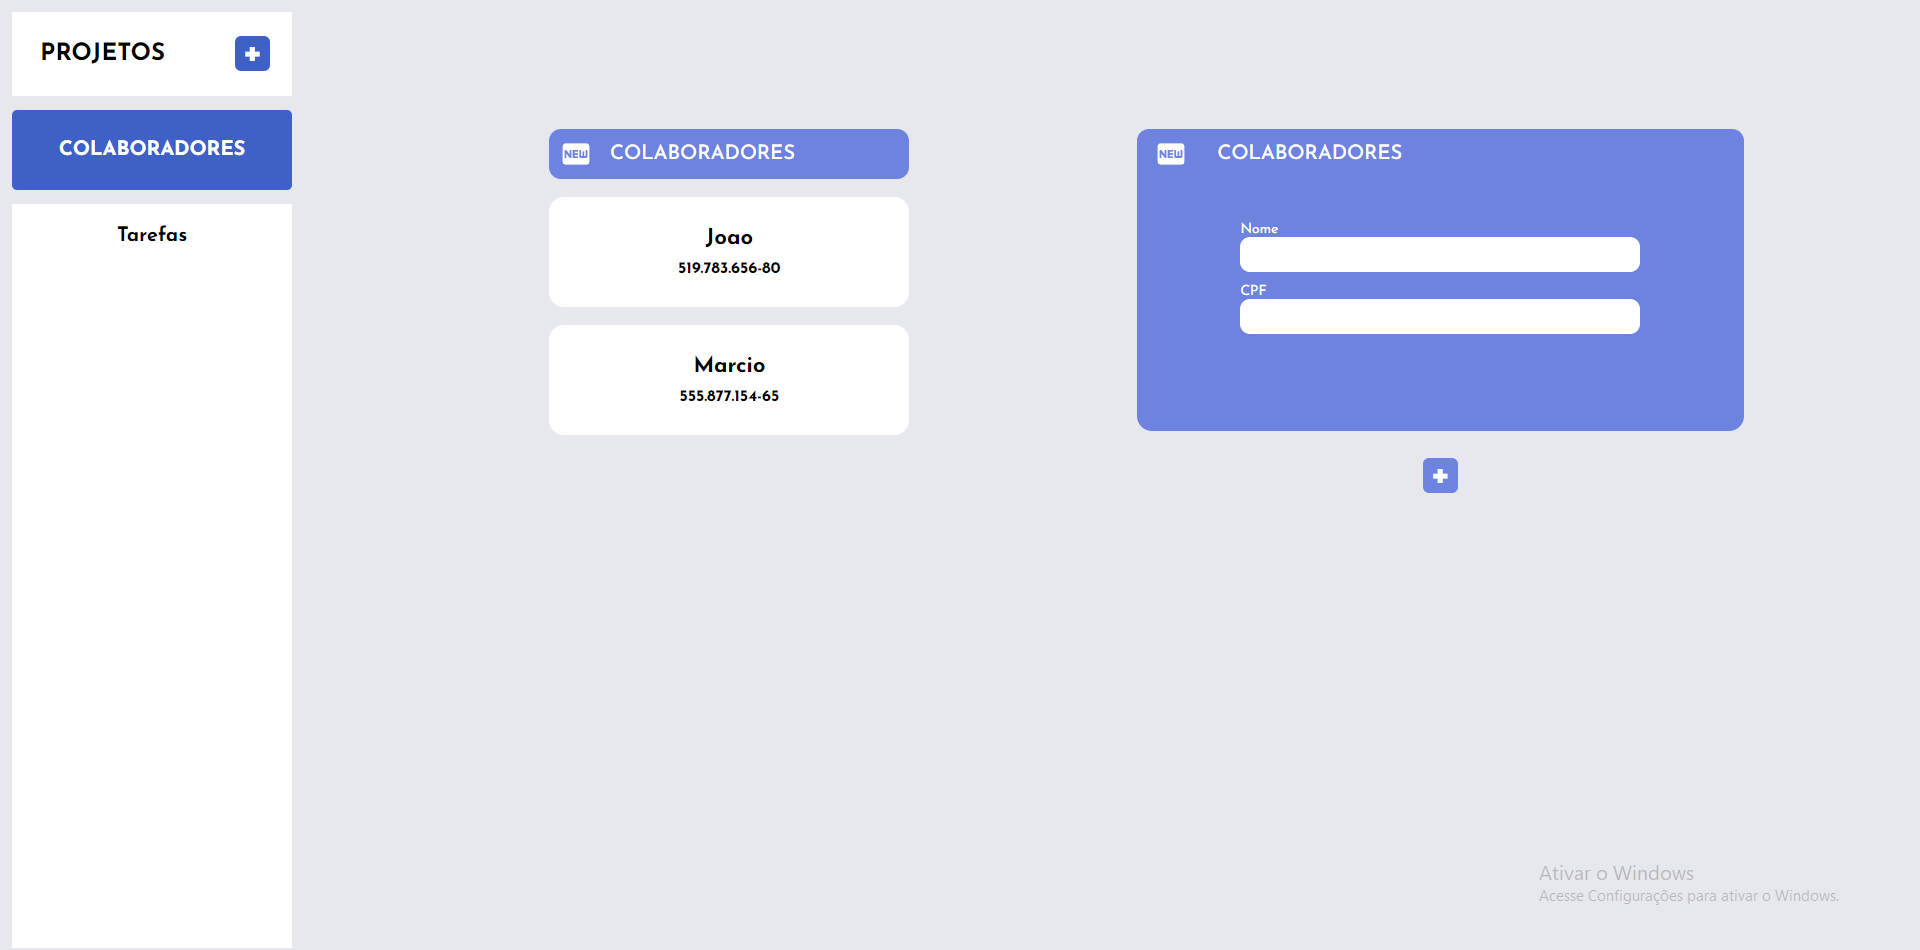 PROJETOS
COLABORADORES
Tarefas
NEW COLABORADORES
Joao
519.783.656-80
Marcio
555.877.154-65
NEW COLABORADORES
Nome
CPF
Ativar o Windows
Acesse Configurações para ativar o Windows.